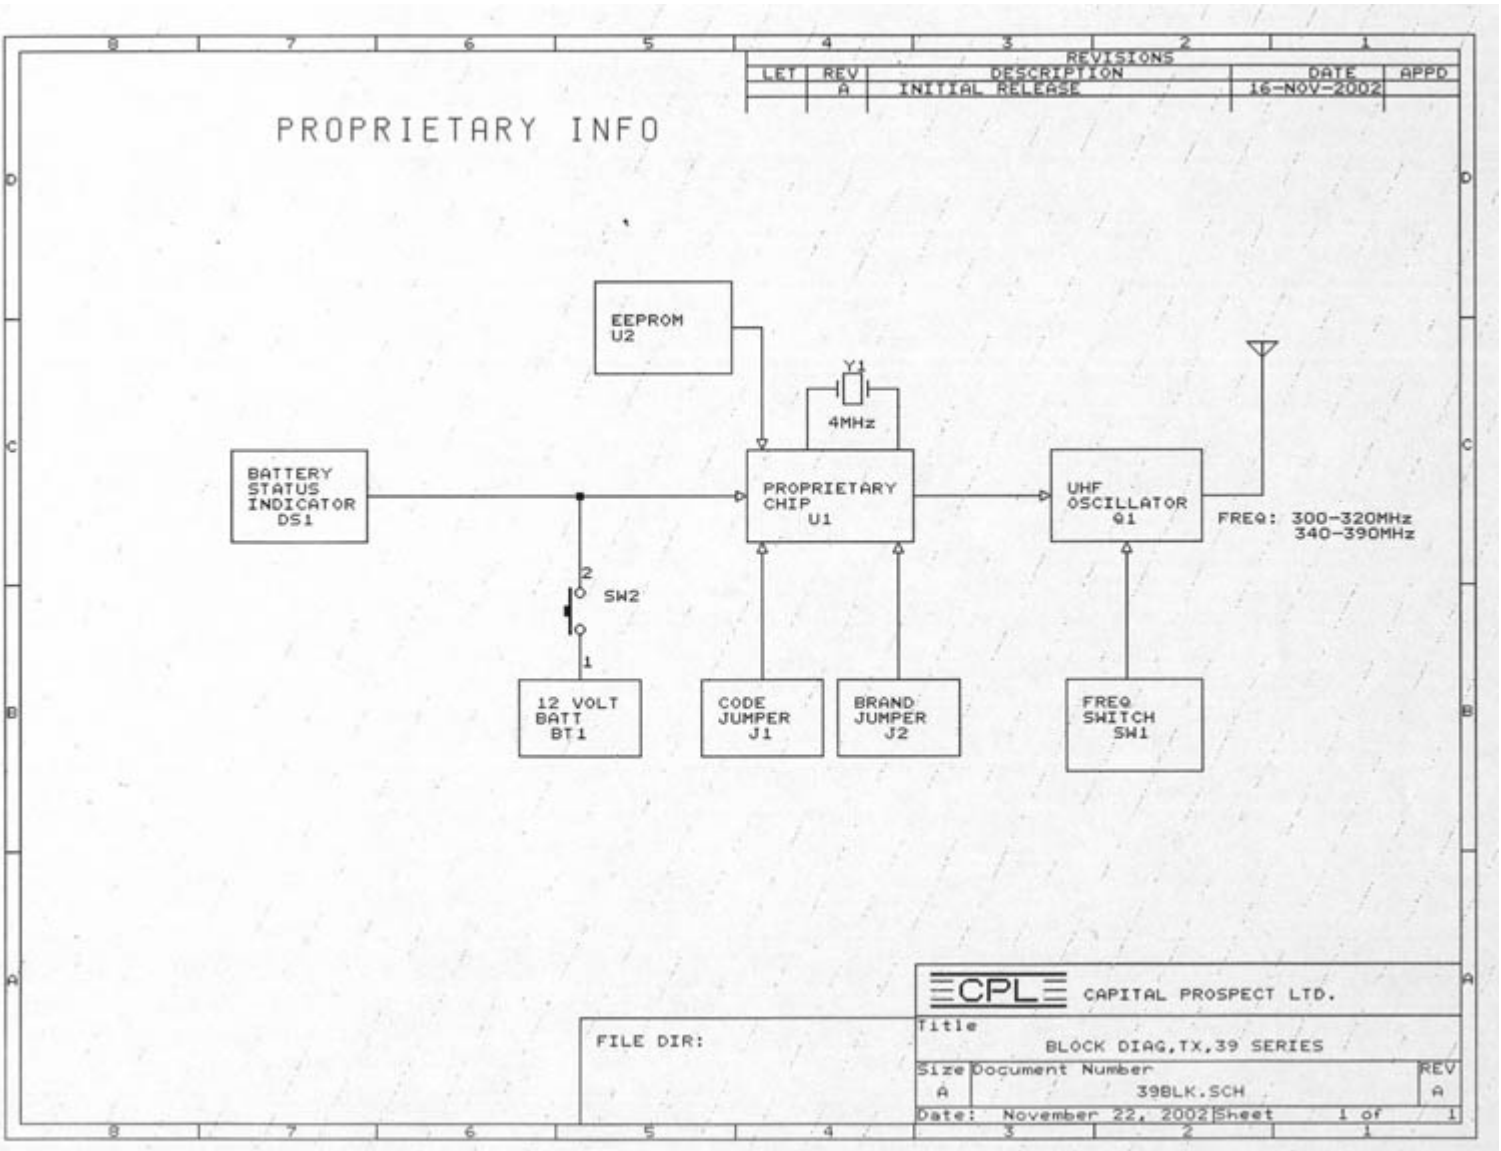 8 7 6 5 4 3 2 1
REVISIONS
LET REV DESCRIPTION DATE APPD
A INITIAL RELEASE 16-NOV-2002
PROPRIETARY INFO
D D
EEPROM
U2
Y1
4MHz
C C
BATTERY
STATUS
INDICATOR
DS1
PROPRIETARY
CHIP
U1
UHF
OSCILLATOR
Q1
FREQ: 300-320MHz
340-390MHz
2
SW2
1
12 VOLT
BATT
BT1
CODE
JUMPER
J1
BRAND
JUMPER
J2
FREQ
SWITCH
SW1
B B
A A
CPL CAPITAL PROSPECT LTD.
FILE DIR:
Title
BLOCK DIAG,TX,39 SERIES
Size Document Number REV
A 39BLK.SCH A
Date: November 22, 2002 Sheet 1 of 1
8 7 6 5 4 3 2 1